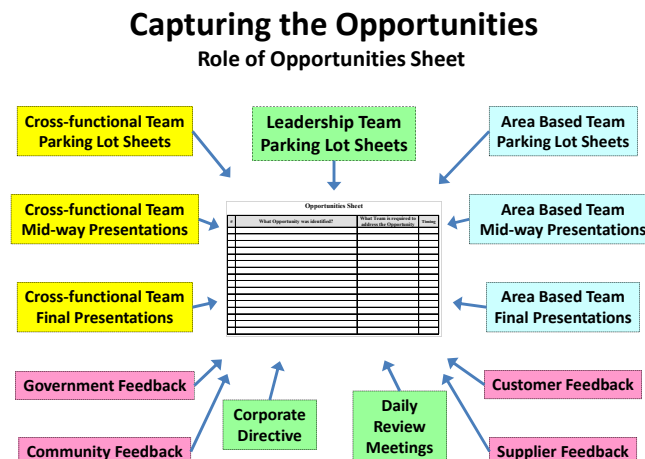 Capturing the Opportunities
Role of Opportunities Sheet
Cross-functional Team
Parking Lot Sheets
Leadership Team
Parking Lot Sheets
Area Based Team
Parking Lot Sheets
Cross-functional Team
Mid-way Presentations
Opportunities Sheet
#
What Opportunity was identified?
What Team is required to
address the Opportunity
Timing
Area Based Team
Mid-way Presentations
Cross-functional Team
Final Presentations
Area Based Team
Final Presentations
Government Feedback
Customer Feedback
Corporate
Directive
Daily
Review
Meetings
Community Feedback
Supplier Feedback